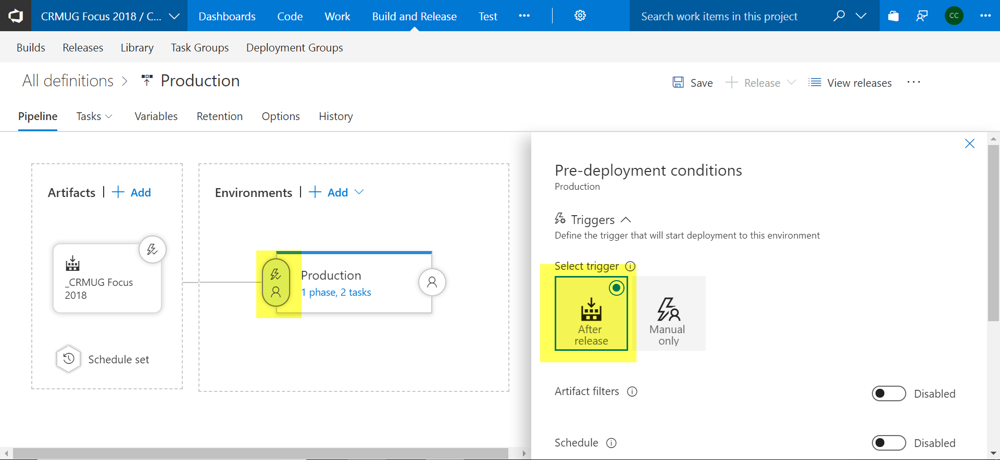 CRMUG Focus 2018 / C...
Dashboards
Code
Work
Build and Release
Test
Search work items in this project
CC
Builds
Releases
Library
Task Groups
Deployment Groups
All definitions
Production
Save
Release
View releases
Pipeline
Tasks
Variables
Retention
Options
History
Artifacts
Add
Environments
Add
_CRMUG Focus
2018
Schedule set
Production
1 phase, 2 tasks
Pre-deployment conditions
Production
Triggers
Define the trigger that will start deployment to this environment
Select trigger
After
release
Manual
only
Artifact filters
Disabled
Schedule
Disabled